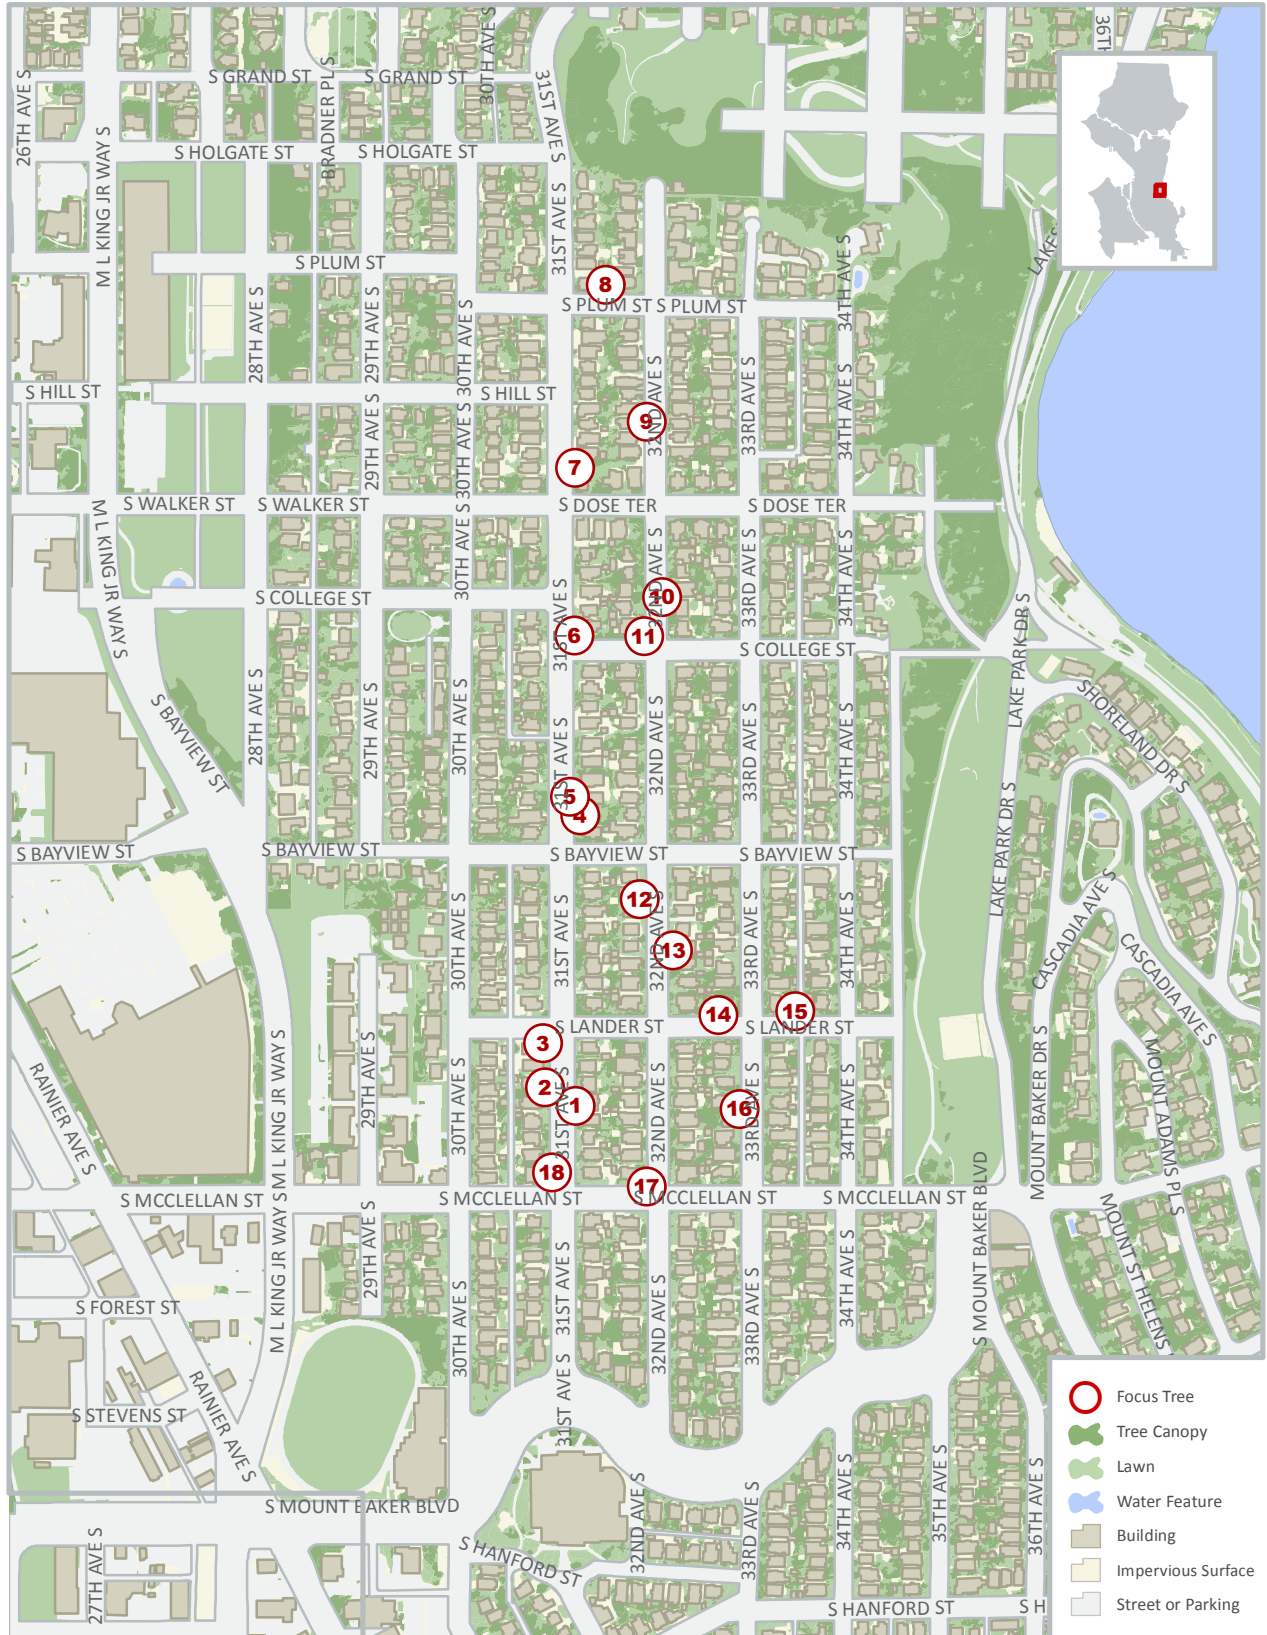 30TH AVE S
36TH
S GRAND ST
S GRAND ST
26TH AVE S
M L KING JR WAY S
BRADNER PL S
31ST AVE S
S HOLGATE ST
S HOLGATE ST
31ST AVE S
LAKES
S PLUM ST
34TH AVE S
8
S PLUM ST
S PLUM ST
28TH AVE S
29TH AVE S
30TH AVE S
32ND AVE S
33RD AVE S
34TH AVE S
S HILL ST
S HILL ST
9
29TH AVE S
30TH AVE S
7
S WALKER ST
S WALKER ST
S DOSE TER
S DOSE TER
M L KING JR WAY S
30TH AVE S
31ST AVE S
32ND AVE S
33RD AVE S
34TH AVE S
S COLLEGE ST
10
6
11
S COLLEGE ST
LAKE PARK DR S
S BAYVIEW ST
28TH AVE S
29TH AVE S
30TH AVE S
31ST AVE S
32ND AVE S
33RD AVE S
34TH AVE S
SHORELAND DR S
5
4
S BAYVIEW ST
S BAYVIEW ST
S BAYVIEW ST
S BAYVIEW ST
LAKE PARK DR S
12
30TH AVE S
31ST AVE S
32ND AVE S
33RD AVE S
34TH AVE S
CASCADIA AVE S
CASCADIA AVE S
13
14
15
S LANDER ST
S LANDER ST
3
2
1
16
RAINIER AVE S
M L KING JR WAY S
29TH AVE S
30TH AVE S
31ST AVE S
32ND AVE S
33RD AVE S
34TH AVE S
MOUNT BAKER DR S
MOUNT ADAMS PL S
18
17
S MCCLELLAN ST
S MCCLELLAN ST
S MCCLELLAN ST
S MCCLELLAN ST
M L KING JR WAY S
29TH AVE S
30TH AVE S
31ST AVE S
32ND AVE S
33RD AVE S
34TH AVE S
S MOUNT BAKER BLVD
MOUNT ST HELENS
S FOREST ST
RAINIER AVE S
S STEVENS ST
31ST AVE S
S MOUNT BAKER BLVD
27TH AVE S
S HANFORD ST
32ND AVE S
33RD AVE S
34TH AVE S
35TH AVE S
36TH AVE S
S HANFORD ST
S H
Focus Tree
Tree Canopy
Lawn
Water Feature
Building
Impervious Surface
Street or Parking